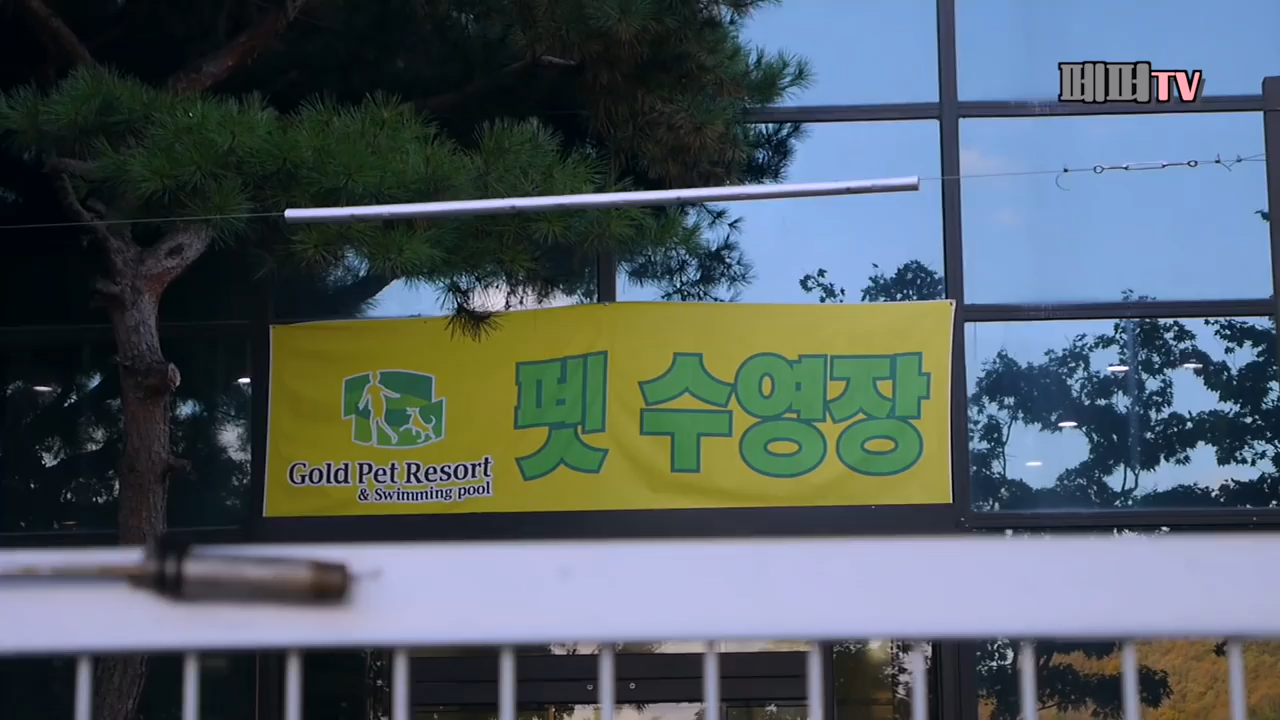 페퍼TV
펫 수영장
Gold Pet Resort
& Swimming pool